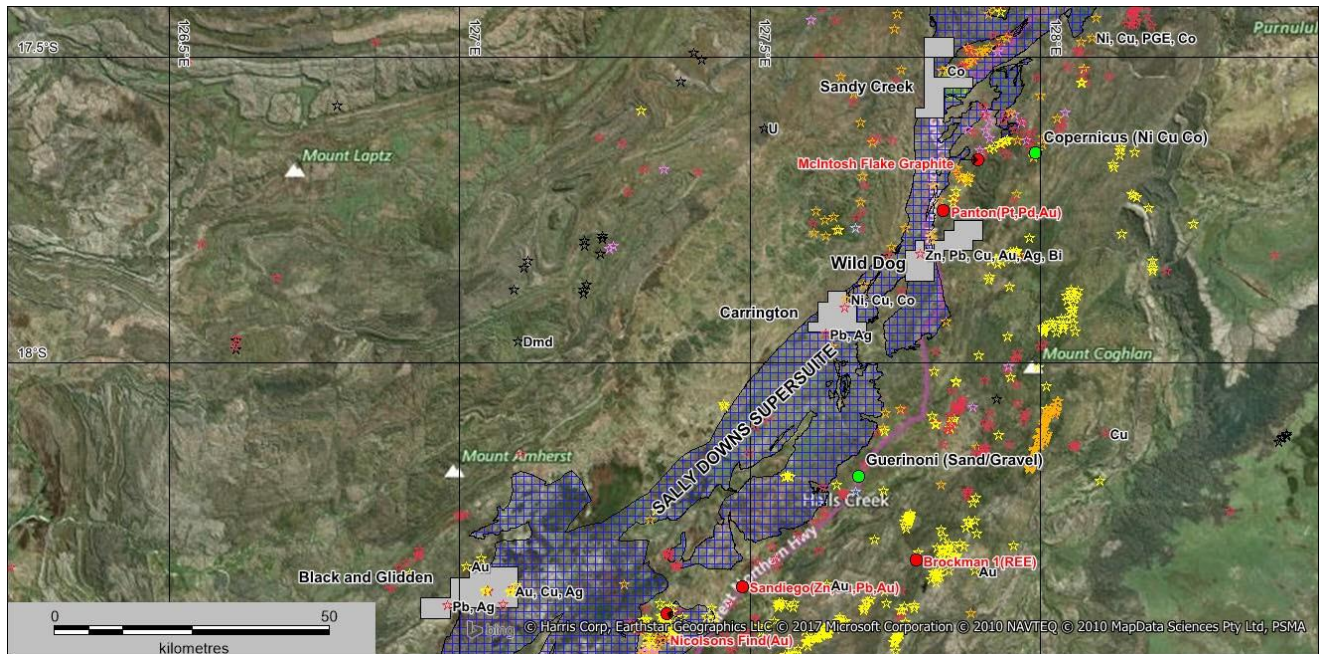 126.5°E
127°E
127.5°E
128°E
17.5°S
Ni, Cu, PGE, Co
Purnulul
Co
Sandy Creek
U
Copernicus (Ni Cu Co)
Mount Laptz
McIntosh Flake Graphite
Panton(Pt,Pd,Au)
Wild Dog
Zn, Pb, Cu, Au, Ag, Bi
Ni, Cu, Co
Carrington
Pb, Ag
Dmd
18°S
Mount Coghlan
SALLY DOWNS SUPERSUITE
Cu
Mount Amherst
Guerinoni (Sand/Gravel)
Halls Creek
Northern Hwy
Great
Brockman 1(REE)
Au
Au
Black and Glidden
Au, Cu, Ag
Sandiego(Zn
Au
,Pb,Au)
Pb, Ag
0
50
kilometres
bing
© Harris Corp, Earthstar Geographics LLC © 2017 Microsoft Corporation © 2010 NAVTEQ © 2010 MapData Sciences Pty Ltd, PSMA
Nicolsons Find(Au)